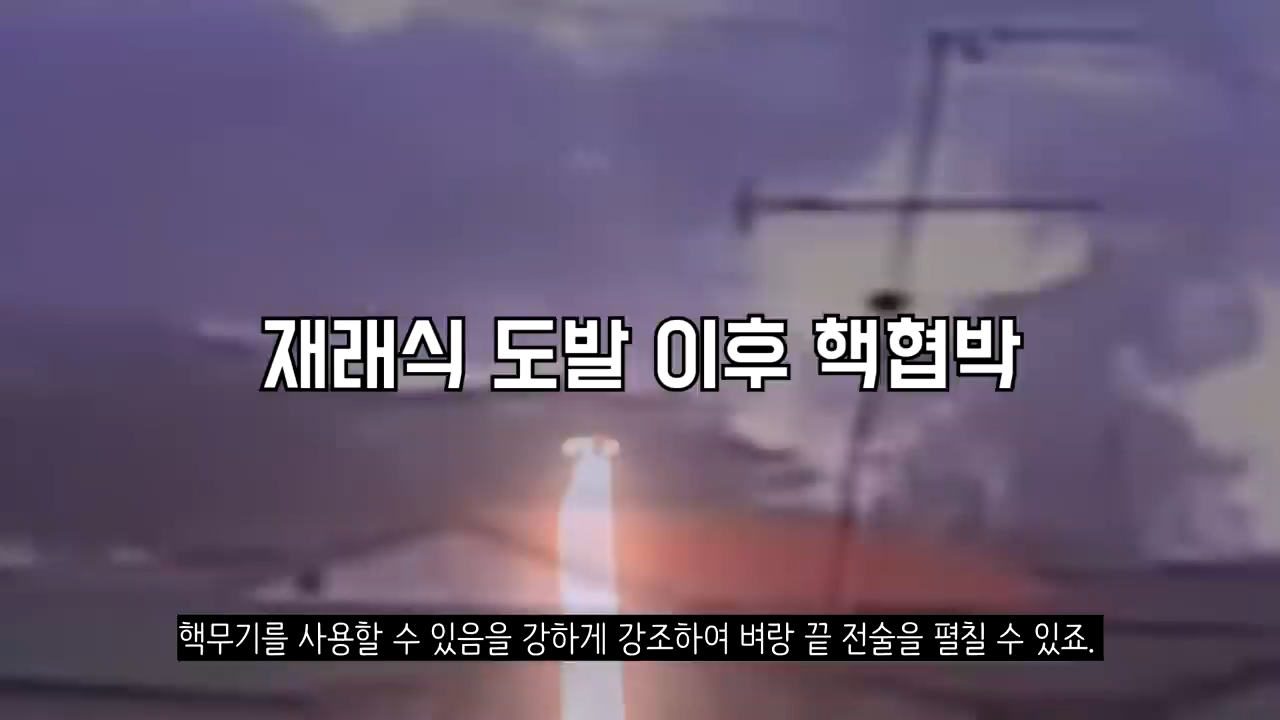 재래식 도발 이후 핵협박
핵무기를 사용할 수 있음을 강하게 강조하여 벼랑 끝 전술을 펼칠 수 있죠.